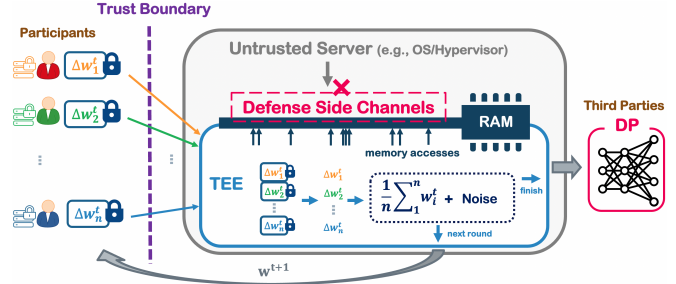 Trust Boundary
Participants
Δw₁ᵗ
Δw₂ᵗ
Δwₙᵗ
Untrusted Server (e.g., OS/Hypervisor)
Defense Side Channels
RAM
memory accesses
TEE
Δw₁ᵗ
Δw₂ᵗ
Δwₙᵗ
Δw₁ᵗ
Δw₂ᵗ
Δwₙᵗ
1/n ∑₁ⁿ wᵢᵗ + Noise
finish
next round
wᵗ⁺¹
Third Parties
DP